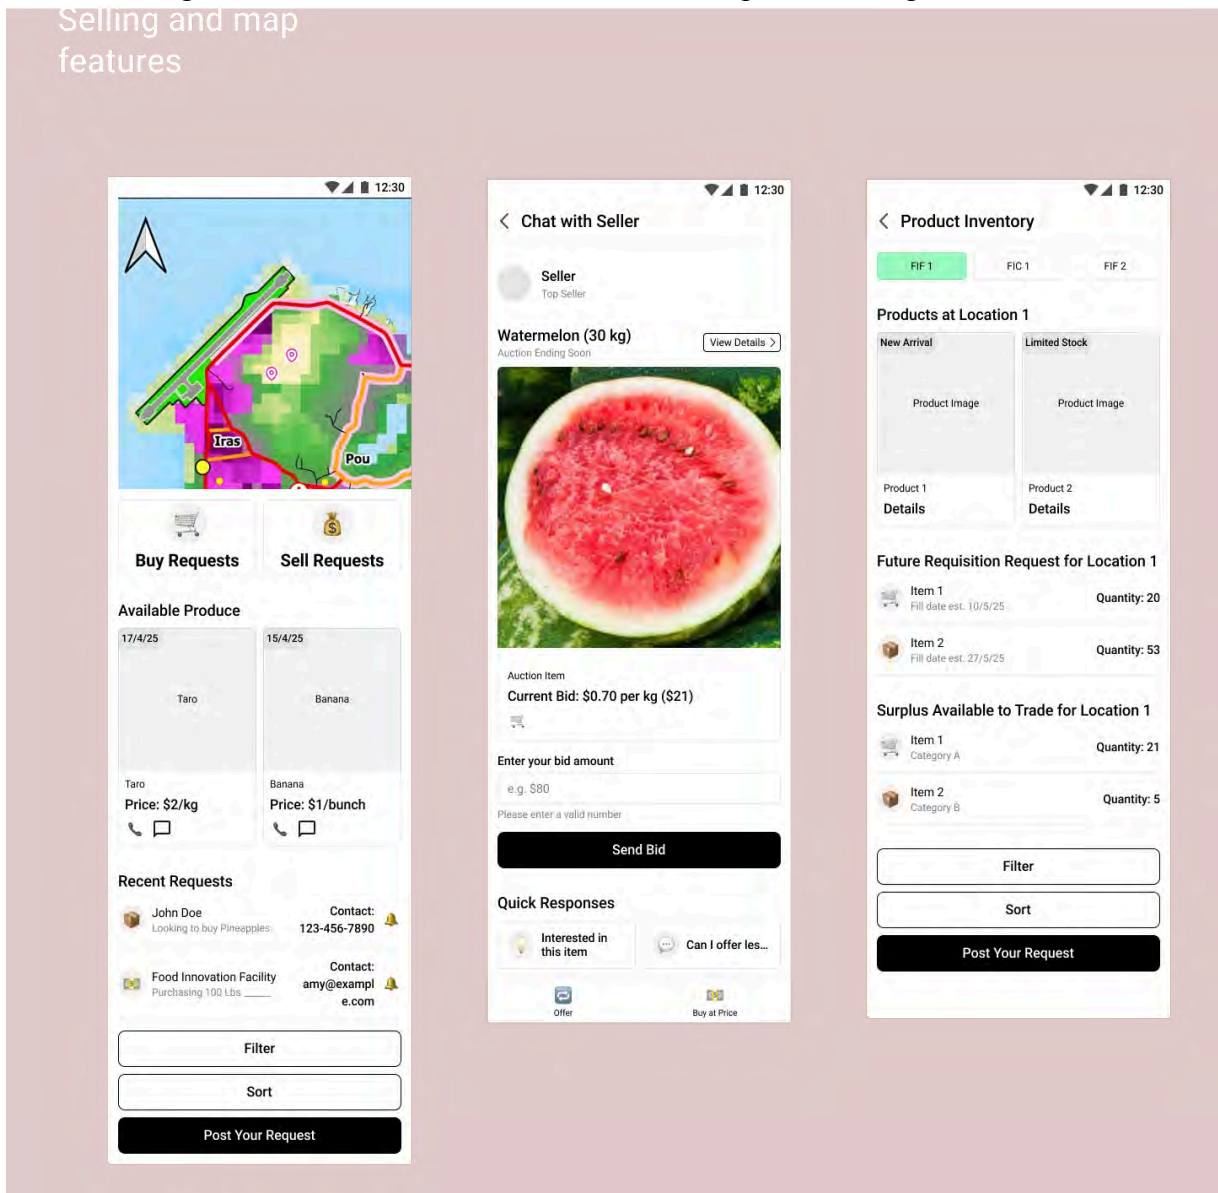 Selling and map
features
12:30
Iras
Pou
Buy Requests
Sell Requests
Available Produce
17/4/25
15/4/25
Taro
Banana
Taro
Banana
Price: $2/kg
Price: $1/bunch
Recent Requests
John Doe
Looking to buy Pineapples
Contact:
123-456-7890
Food Innovation Facility
Purchasing 100 Lbs _____
Contact:
amy@exampl
e.com
Filter
Sort
Post Your Request
12:30
Chat with Seller
Seller
Top Seller
Watermelon (30 kg)
Auction Ending Soon
View Details
Auction Item
Current Bid: $0.70 per kg ($21)
Enter your bid amount
e.g. $80
Please enter a valid number
Send Bid
Quick Responses
Interested in
this item
Can I offer les...
Offer
Buy at Price
12:30
Product Inventory
FIF 1
FIC 1
FIF 2
Products at Location 1
New Arrival
Limited Stock
Product Image
Product Image
Product 1
Product 2
Details
Details
Future Requisition Request for Location 1
Item 1
Fill date est. 10/5/25
Quantity: 20
Item 2
Fill date est. 27/5/25
Quantity: 53
Surplus Available to Trade for Location 1
Item 1
Category A
Quantity: 21
Item 2
Category B
Quantity: 5
Filter
Sort
Post Your Request